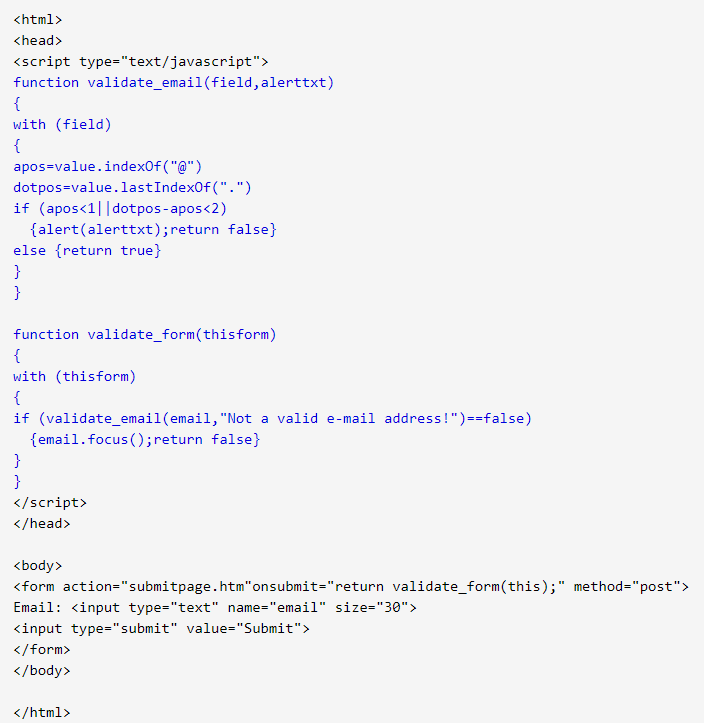 <html>
<head>
<script type="text/javascript">
function validate_email(field,alerttxt)
{
with (field)
{
apos=value.indexOf("@")
dotpos=value.lastIndexOf(".")
if (apos<1||dotpos-apos<2)
  {alert(alerttxt);return false}
else {return true}
}
}

function validate_form(thisform)
{
with (thisform)
{
if (validate_email(email,"Not a valid e-mail address!")==false)
  {email.focus();return false}
}
}
</script>
</head>

<body>
<form action="submitpage.htm"onsubmit="return validate_form(this);" method="post">
Email: <input type="text" name="email" size="30">
<input type="submit" value="Submit">
</form>
</body>

</html>